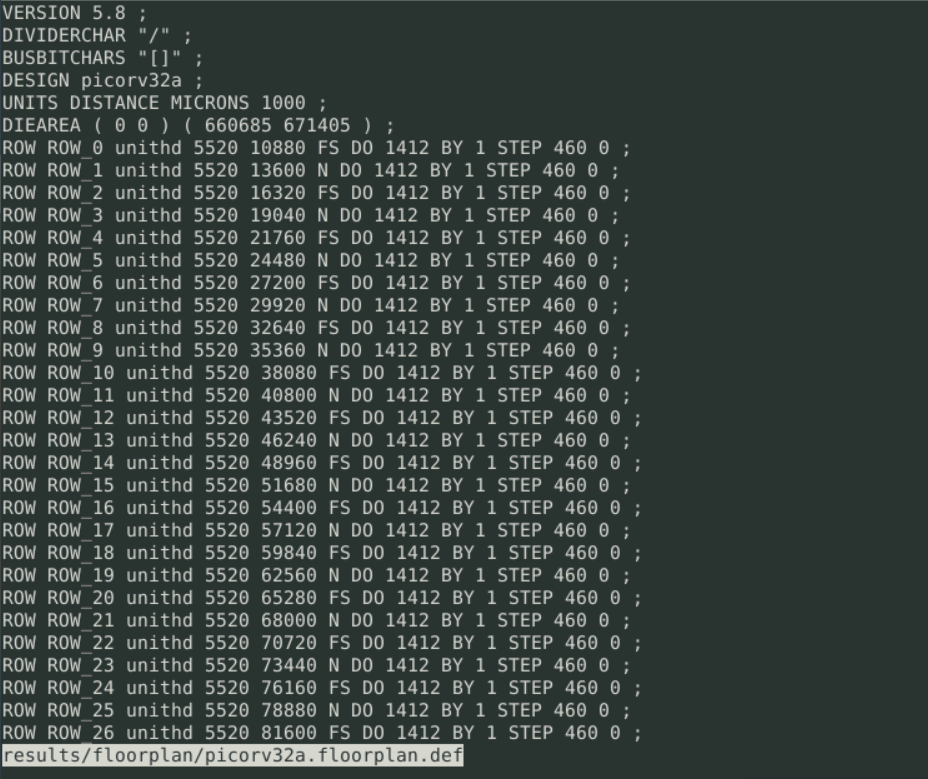 VERSION 5.8 ;
DIVIDERCHAR "/" ;
BUSBITCHARS "[]" ;
DESIGN picorv32a ;
UNITS DISTANCE MICRONS 1000 ;
DIEAREA ( 0 0 ) ( 660685 671405 ) ;
ROW ROW_0 unithd 5520 10880 FS DO 1412 BY 1 STEP 460 0 ;
ROW ROW_1 unithd 5520 13600 N DO 1412 BY 1 STEP 460 0 ;
ROW ROW_2 unithd 5520 16320 FS DO 1412 BY 1 STEP 460 0 ;
ROW ROW_3 unithd 5520 19040 N DO 1412 BY 1 STEP 460 0 ;
ROW ROW_4 unithd 5520 21760 FS DO 1412 BY 1 STEP 460 0 ;
ROW ROW_5 unithd 5520 24480 N DO 1412 BY 1 STEP 460 0 ;
ROW ROW_6 unithd 5520 27200 FS DO 1412 BY 1 STEP 460 0 ;
ROW ROW_7 unithd 5520 29920 N DO 1412 BY 1 STEP 460 0 ;
ROW ROW_8 unithd 5520 32640 FS DO 1412 BY 1 STEP 460 0 ;
ROW ROW_9 unithd 5520 35360 N DO 1412 BY 1 STEP 460 0 ;
ROW ROW_10 unithd 5520 38080 FS DO 1412 BY 1 STEP 460 0 ;
ROW ROW_11 unithd 5520 40800 N DO 1412 BY 1 STEP 460 0 ;
ROW ROW_12 unithd 5520 43520 FS DO 1412 BY 1 STEP 460 0 ;
ROW ROW_13 unithd 5520 46240 N DO 1412 BY 1 STEP 460 0 ;
ROW ROW_14 unithd 5520 48960 FS DO 1412 BY 1 STEP 460 0 ;
ROW ROW_15 unithd 5520 51680 N DO 1412 BY 1 STEP 460 0 ;
ROW ROW_16 unithd 5520 54400 FS DO 1412 BY 1 STEP 460 0 ;
ROW ROW_17 unithd 5520 57120 N DO 1412 BY 1 STEP 460 0 ;
ROW ROW_18 unithd 5520 59840 FS DO 1412 BY 1 STEP 460 0 ;
ROW ROW_19 unithd 5520 62560 N DO 1412 BY 1 STEP 460 0 ;
ROW ROW_20 unithd 5520 65280 FS DO 1412 BY 1 STEP 460 0 ;
ROW ROW_21 unithd 5520 68000 N DO 1412 BY 1 STEP 460 0 ;
ROW ROW_22 unithd 5520 70720 FS DO 1412 BY 1 STEP 460 0 ;
ROW ROW_23 unithd 5520 73440 N DO 1412 BY 1 STEP 460 0 ;
ROW ROW_24 unithd 5520 76160 FS DO 1412 BY 1 STEP 460 0 ;
ROW ROW_25 unithd 5520 78880 N DO 1412 BY 1 STEP 460 0 ;
ROW ROW_26 unithd 5520 81600 FS DO 1412 BY 1 STEP 460 0 ;
results/floorplan/picorv32a.floorplan.def